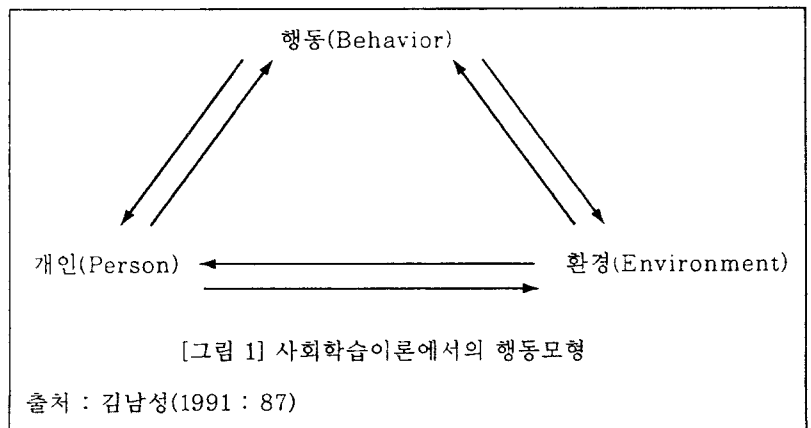 행동(Behavior)
개인(Person)
환경(Environment)
[그림 1] 사회학습이론에서의 행동모형
출처 : 김남성(1991 : 87)